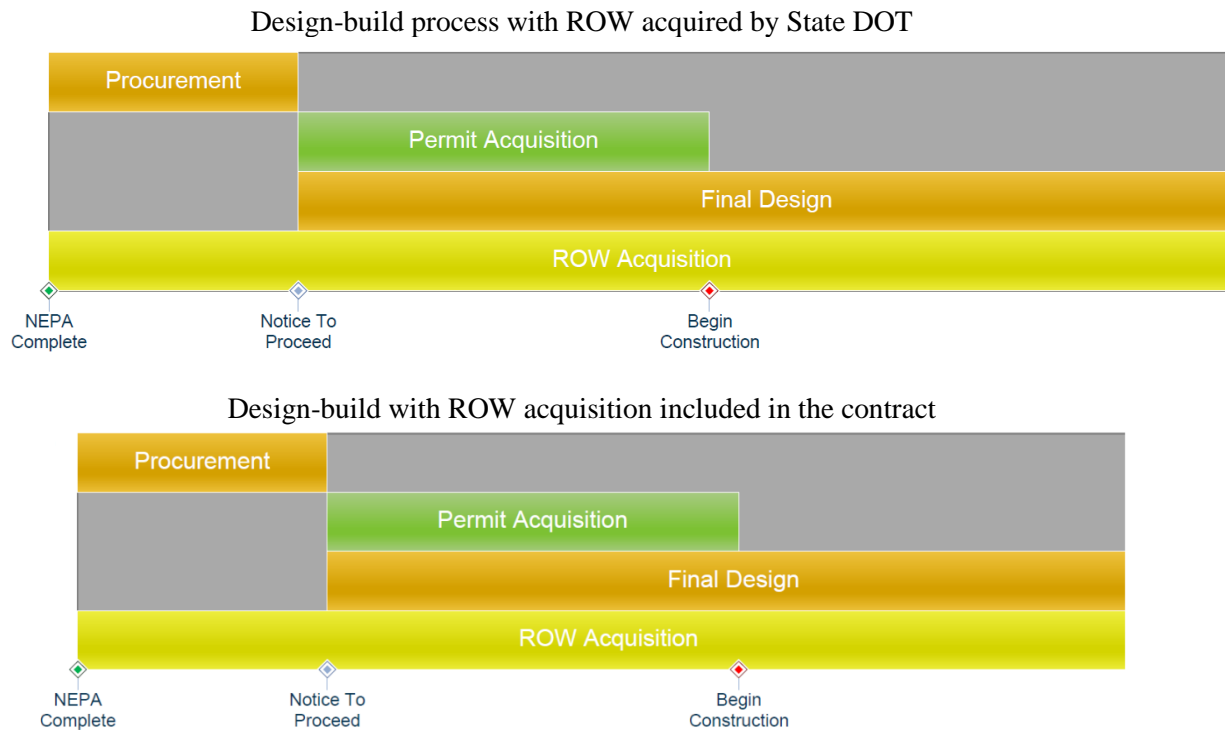 Design-build process with ROW acquired by State DOT
Procurement
Permit Acquisition
Final Design
ROW Acquisition
NEPA
Complete
Notice To
Proceed
Begin
Construction
Design-build with ROW acquisition included in the contract
Procurement
Permit Acquisition
Final Design
ROW Acquisition
NEPA
Complete
Notice To
Proceed
Begin
Construction